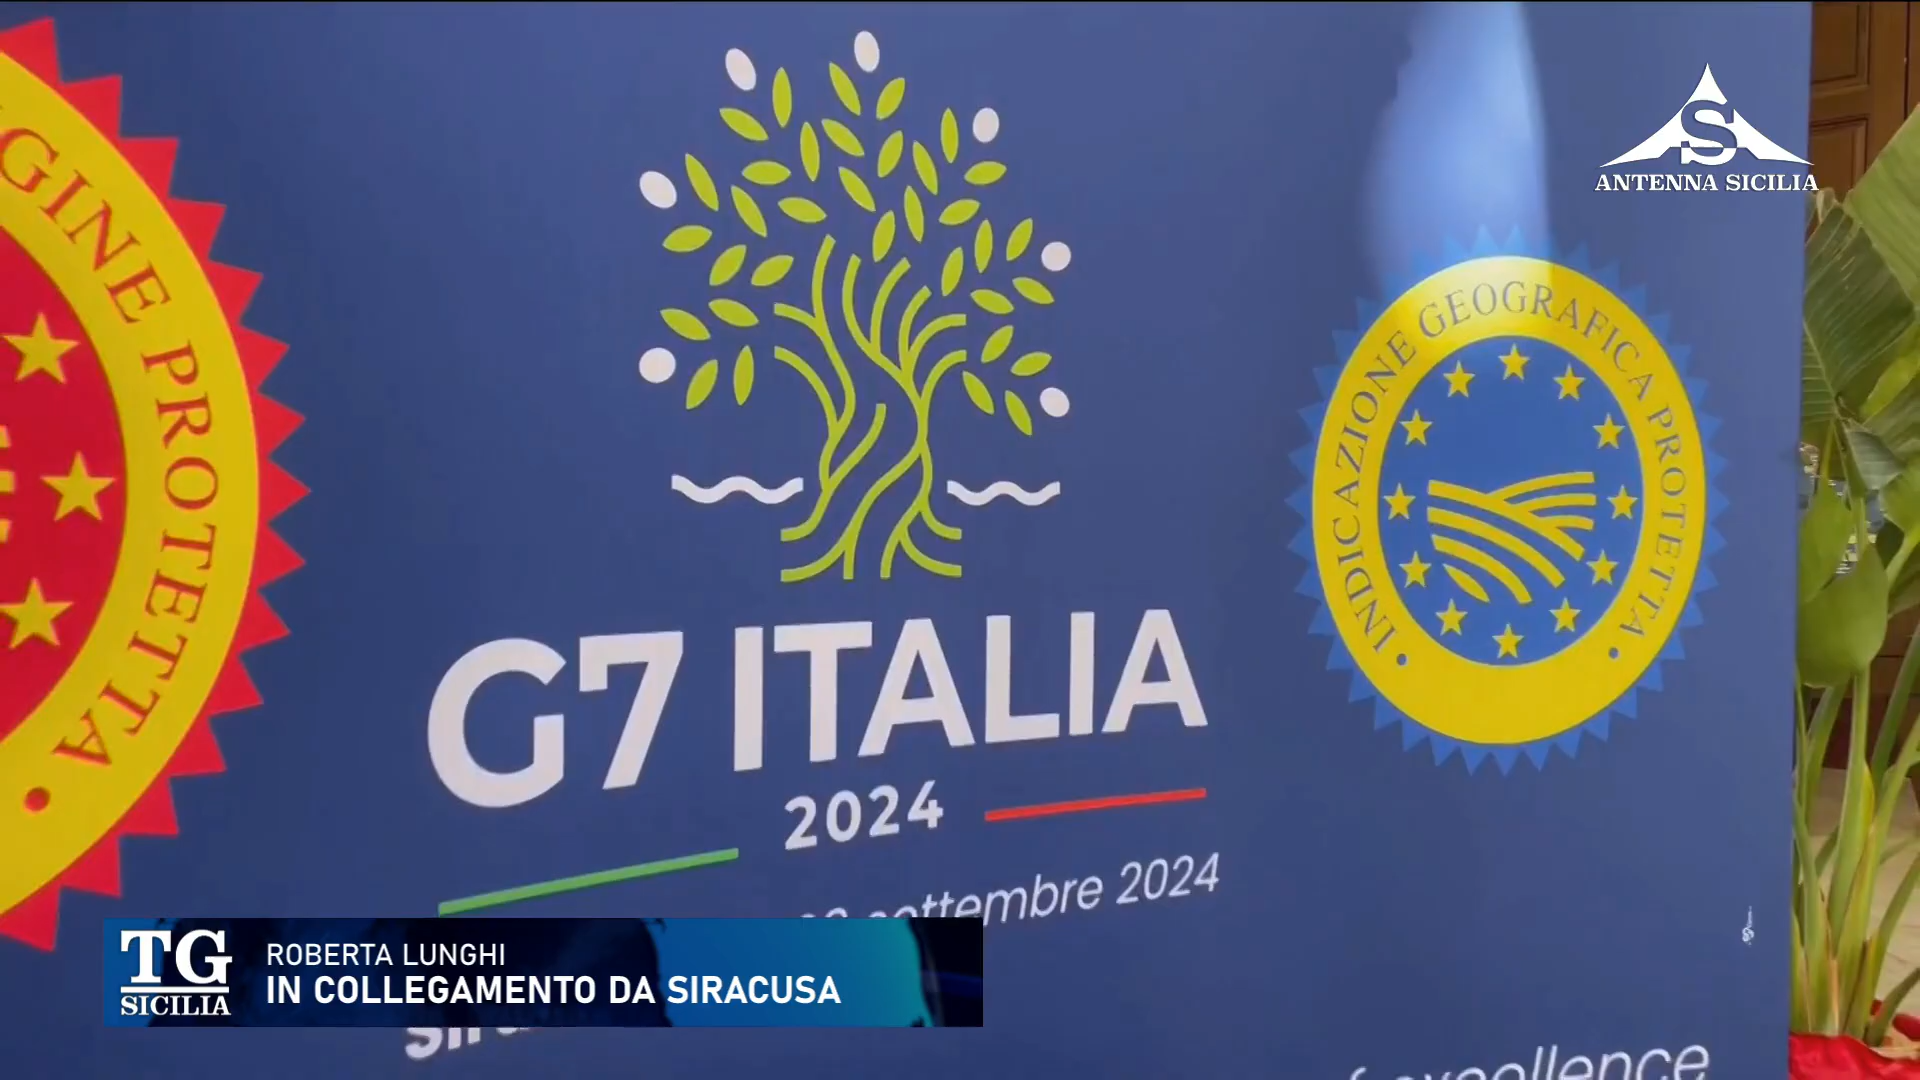 S
ANTENNA SICILIA
GINE PROTETTA
INDICAZIONE GEOGRAFICA PROTETTA
G7 ITALIA
2024
settembre 2024
TG
SICILIA
ROBERTA LUNGHI
IN COLLEGAMENTO DA SIRACUSA
excellence